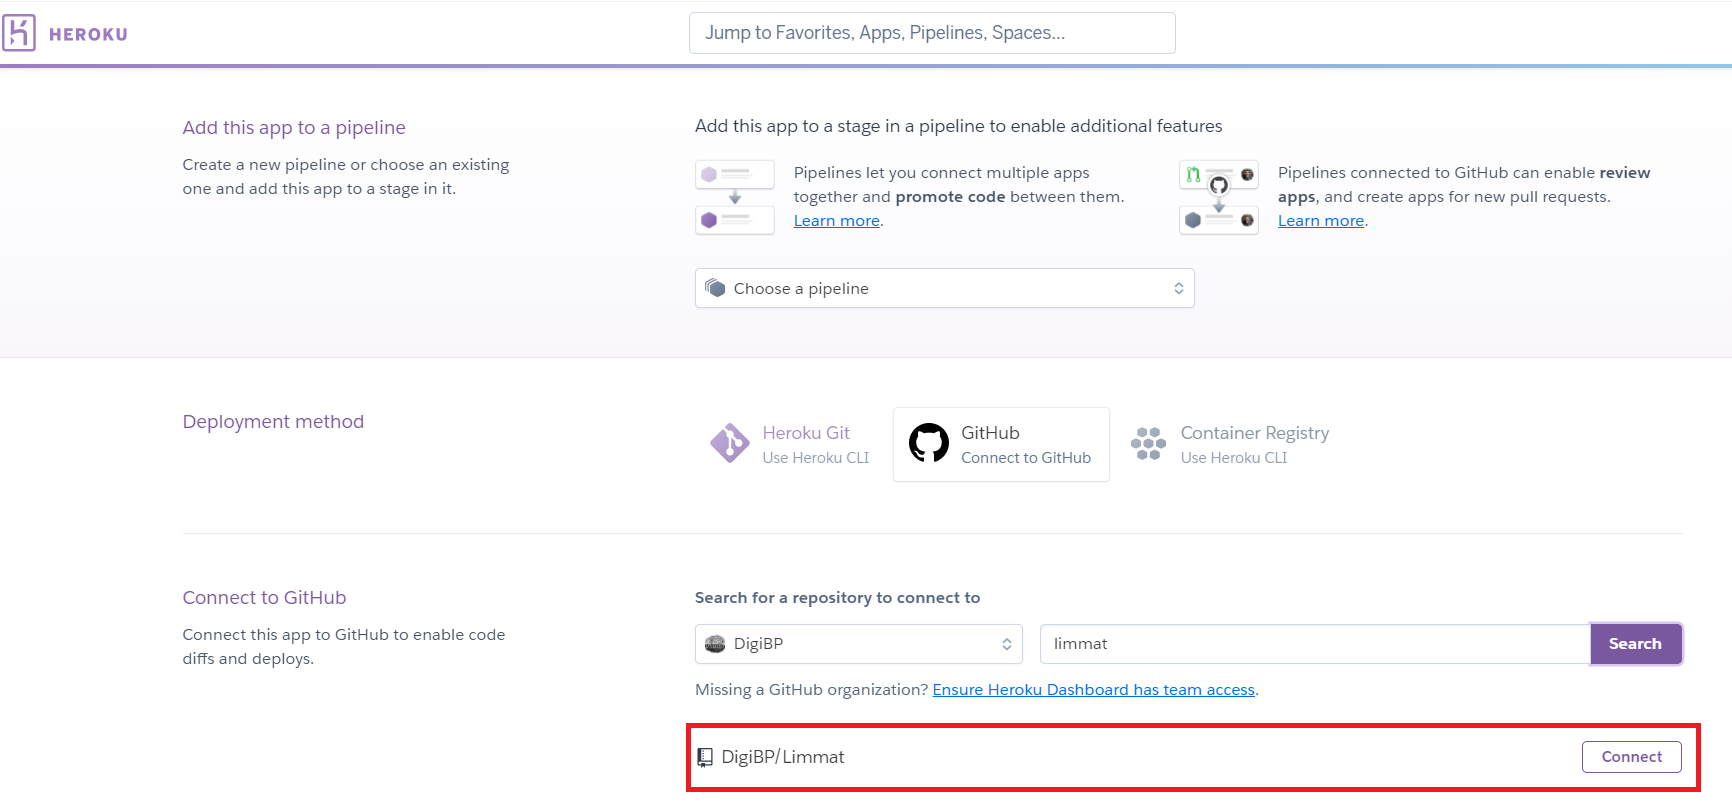 HEROKU
Jump to Favorites, Apps, Pipelines, Spaces...
Add this app to a pipeline
Create a new pipeline or choose an existing
one and add this app to a stage in it.
Add this app to a stage in a pipeline to enable additional features
Pipelines let you connect multiple apps
together and promote code between them.
Learn more.
Pipelines connected to GitHub can enable review
apps, and create apps for new pull requests.
Learn more.
Choose a pipeline
Deployment method
Heroku Git
Use Heroku CLI
GitHub
Connect to GitHub
Container Registry
Use Heroku CLI
Connect to GitHub
Connect this app to GitHub to enable code
diffs and deploys.
Search for a repository to connect to
DigiBP
limmat
Search
Missing a GitHub organization? Ensure Heroku Dashboard has team access.
DigiBP/Limmat
Connect